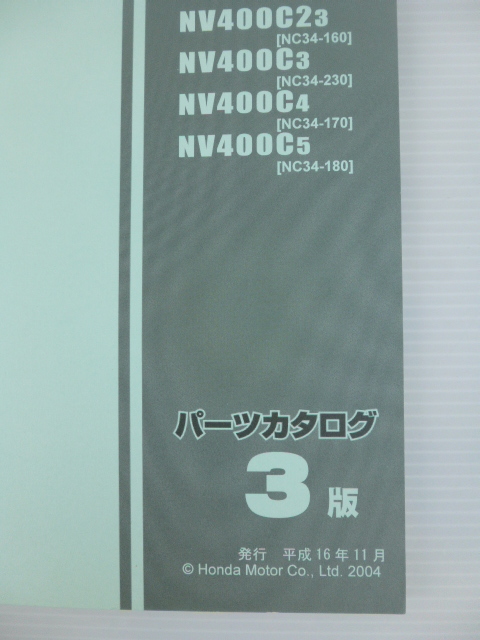 NV400C23
[NC34-160]
NV400C3
[NC34-230]
NV400C4
[NC34-170]
NV400C5
[NC34-180]
パーツカタログ
3版
発行 平成16年11月
© Honda Motor Co., Ltd. 2004